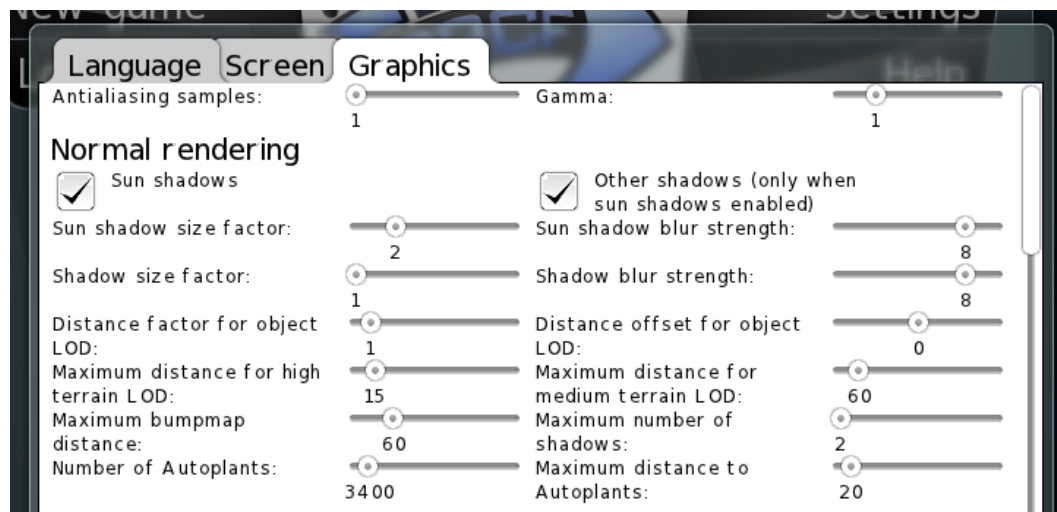 New game
Settings
Help
Language
Screen
Graphics
Antialiasing samples:
1
Gamma:
1
Normal rendering
Sun shadows
Other shadows (only when
sun shadows enabled)
Sun shadow size factor:
2
Sun shadow blur strength:
8
Shadow size factor:
1
Shadow blur strength:
8
Distance factor for object
LOD:
1
Distance offset for object
LOD:
0
Maximum distance for high
terrain LOD:
15
Maximum distance for
medium terrain LOD:
60
Maximum bumpmap
distance:
60
Maximum number of
shadows:
2
Number of Autoplants:
3400
Maximum distance to
Autoplants:
20